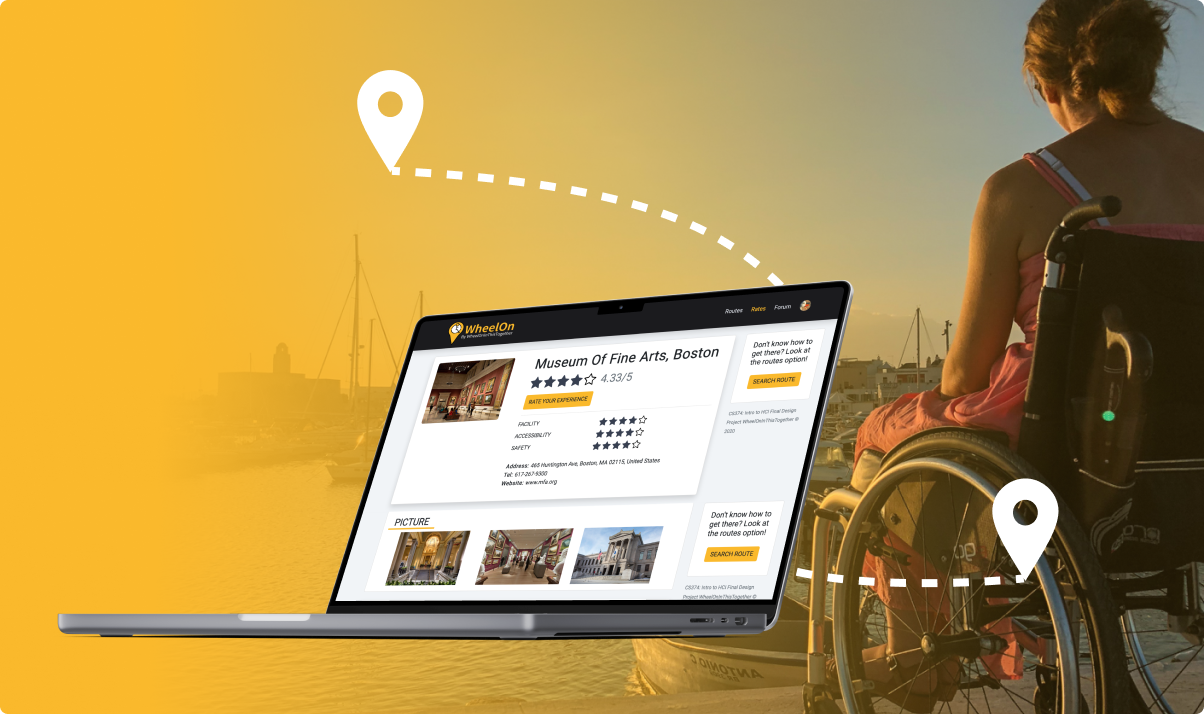 WheelOn
By WheelOnInThisTogether
Routes
Rates
Forum
Museum Of Fine Arts, Boston
4.33/5
RATE YOUR EXPERIENCE
FACILITY
ACCESSIBILITY
SAFETY
Address: 465 Huntington Ave, Boston, MA 02115, United States
Tel: 617-267-9300
Website: www.mfa.org
Don't know how to
get there? Look at
the routes option!
SEARCH ROUTE
CS374: Intro to HCI Final Design
Project WheelOnInThisTogether ©
2020
PICTURE
Don't know how to
get there? Look at
the routes option!
SEARCH ROUTE
CS374: Intro to HCI Final Design
Project WheelOnInThisTogether ©
ANTONIO